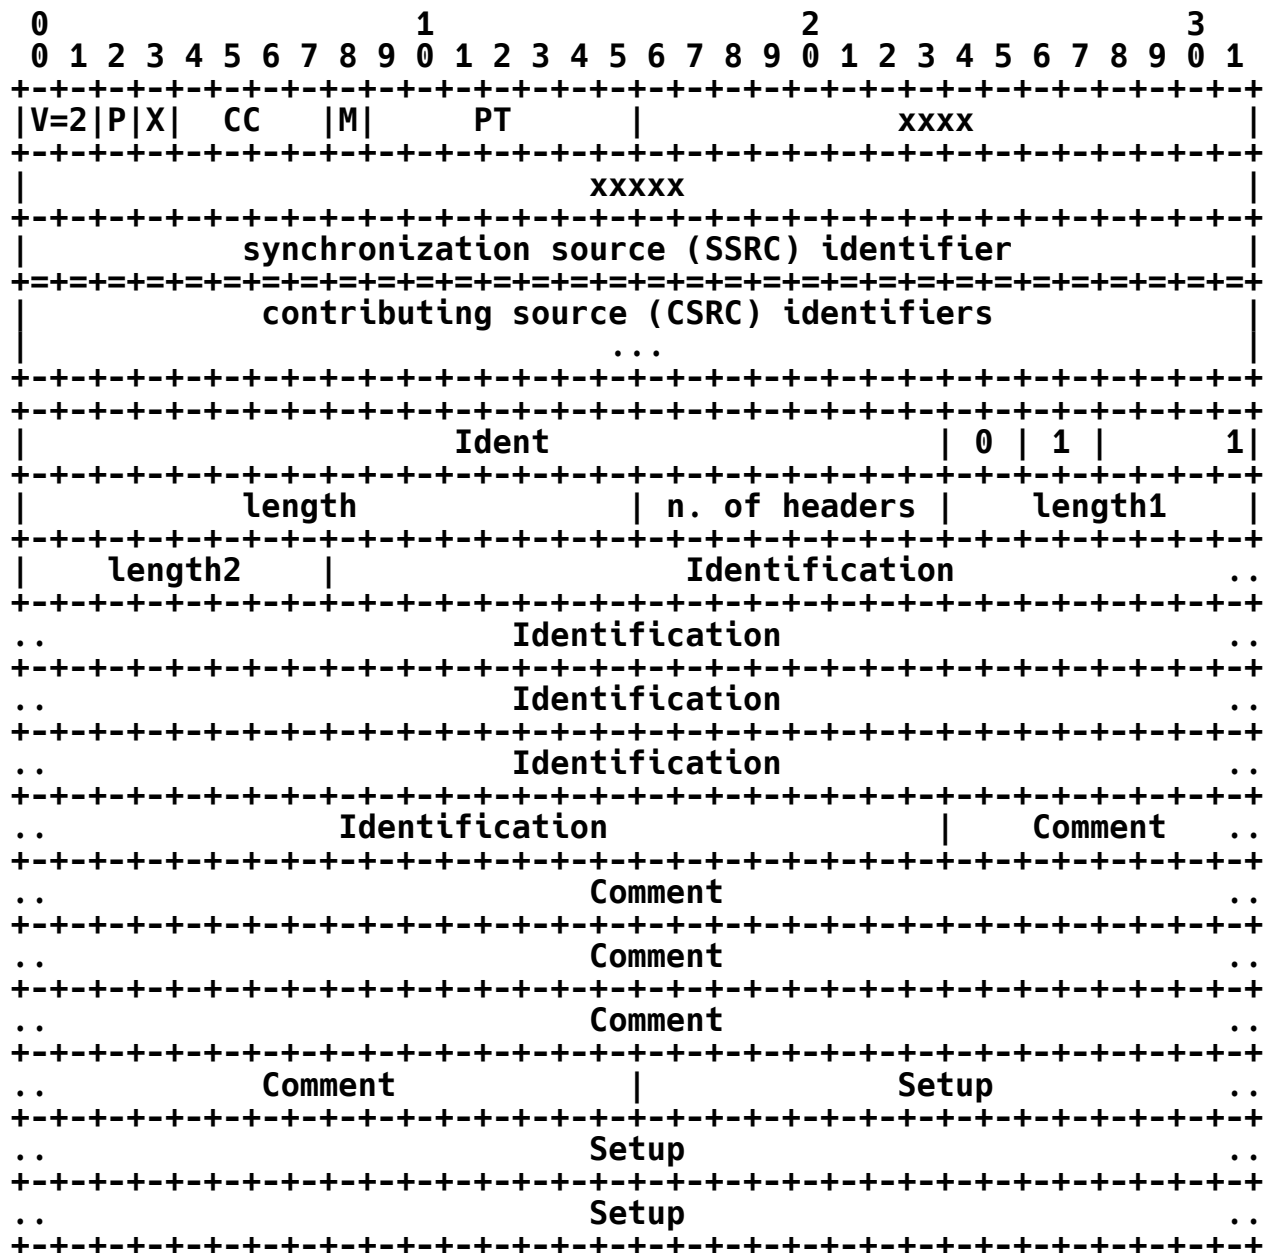 0                   1                   2                   3
 0 1 2 3 4 5 6 7 8 9 0 1 2 3 4 5 6 7 8 9 0 1 2 3 4 5 6 7 8 9 0 1
+-+-+-+-+-+-+-+-+-+-+-+-+-+-+-+-+-+-+-+-+-+-+-+-+-+-+-+-+-+-+-+-+
|V=2|P|X|  CC   |M|     PT      |             xxxx              |
+-+-+-+-+-+-+-+-+-+-+-+-+-+-+-+-+-+-+-+-+-+-+-+-+-+-+-+-+-+-+-+-+
|                             xxxxx                             |
+-+-+-+-+-+-+-+-+-+-+-+-+-+-+-+-+-+-+-+-+-+-+-+-+-+-+-+-+-+-+-+-+
|           synchronization source (SSRC) identifier            |
+=+=+=+=+=+=+=+=+=+=+=+=+=+=+=+=+=+=+=+=+=+=+=+=+=+=+=+=+=+=+=+=+
|            contributing source (CSRC) identifiers             |
|                              ...                              |
+-+-+-+-+-+-+-+-+-+-+-+-+-+-+-+-+-+-+-+-+-+-+-+-+-+-+-+-+-+-+-+-+
+-+-+-+-+-+-+-+-+-+-+-+-+-+-+-+-+-+-+-+-+-+-+-+-+-+-+-+-+-+-+-+-+
|                      Ident                    | 0 | 1 |      1|
+-+-+-+-+-+-+-+-+-+-+-+-+-+-+-+-+-+-+-+-+-+-+-+-+-+-+-+-+-+-+-+-+
|           length              | n. of headers |    length1    |
+-+-+-+-+-+-+-+-+-+-+-+-+-+-+-+-+-+-+-+-+-+-+-+-+-+-+-+-+-+-+-+-+
|    length2    |                  Identification              ..
+-+-+-+-+-+-+-+-+-+-+-+-+-+-+-+-+-+-+-+-+-+-+-+-+-+-+-+-+-+-+-+-+
..                        Identification                       ..
+-+-+-+-+-+-+-+-+-+-+-+-+-+-+-+-+-+-+-+-+-+-+-+-+-+-+-+-+-+-+-+-+
..                        Identification                       ..
+-+-+-+-+-+-+-+-+-+-+-+-+-+-+-+-+-+-+-+-+-+-+-+-+-+-+-+-+-+-+-+-+
..                        Identification                       ..
+-+-+-+-+-+-+-+-+-+-+-+-+-+-+-+-+-+-+-+-+-+-+-+-+-+-+-+-+-+-+-+-+
..               Identification                 |    Comment   ..
+-+-+-+-+-+-+-+-+-+-+-+-+-+-+-+-+-+-+-+-+-+-+-+-+-+-+-+-+-+-+-+-+
..                            Comment                          ..
+-+-+-+-+-+-+-+-+-+-+-+-+-+-+-+-+-+-+-+-+-+-+-+-+-+-+-+-+-+-+-+-+
..                            Comment                          ..
+-+-+-+-+-+-+-+-+-+-+-+-+-+-+-+-+-+-+-+-+-+-+-+-+-+-+-+-+-+-+-+-+
..                            Comment                          ..
+-+-+-+-+-+-+-+-+-+-+-+-+-+-+-+-+-+-+-+-+-+-+-+-+-+-+-+-+-+-+-+-+
..           Comment            |             Setup            ..
+-+-+-+-+-+-+-+-+-+-+-+-+-+-+-+-+-+-+-+-+-+-+-+-+-+-+-+-+-+-+-+-+
..                            Setup                            ..
+-+-+-+-+-+-+-+-+-+-+-+-+-+-+-+-+-+-+-+-+-+-+-+-+-+-+-+-+-+-+-+-+
..                            Setup                            ..
+-+-+-+-+-+-+-+-+-+-+-+-+-+-+-+-+-+-+-+-+-+-+-+-+-+-+-+-+-+-+-+-+